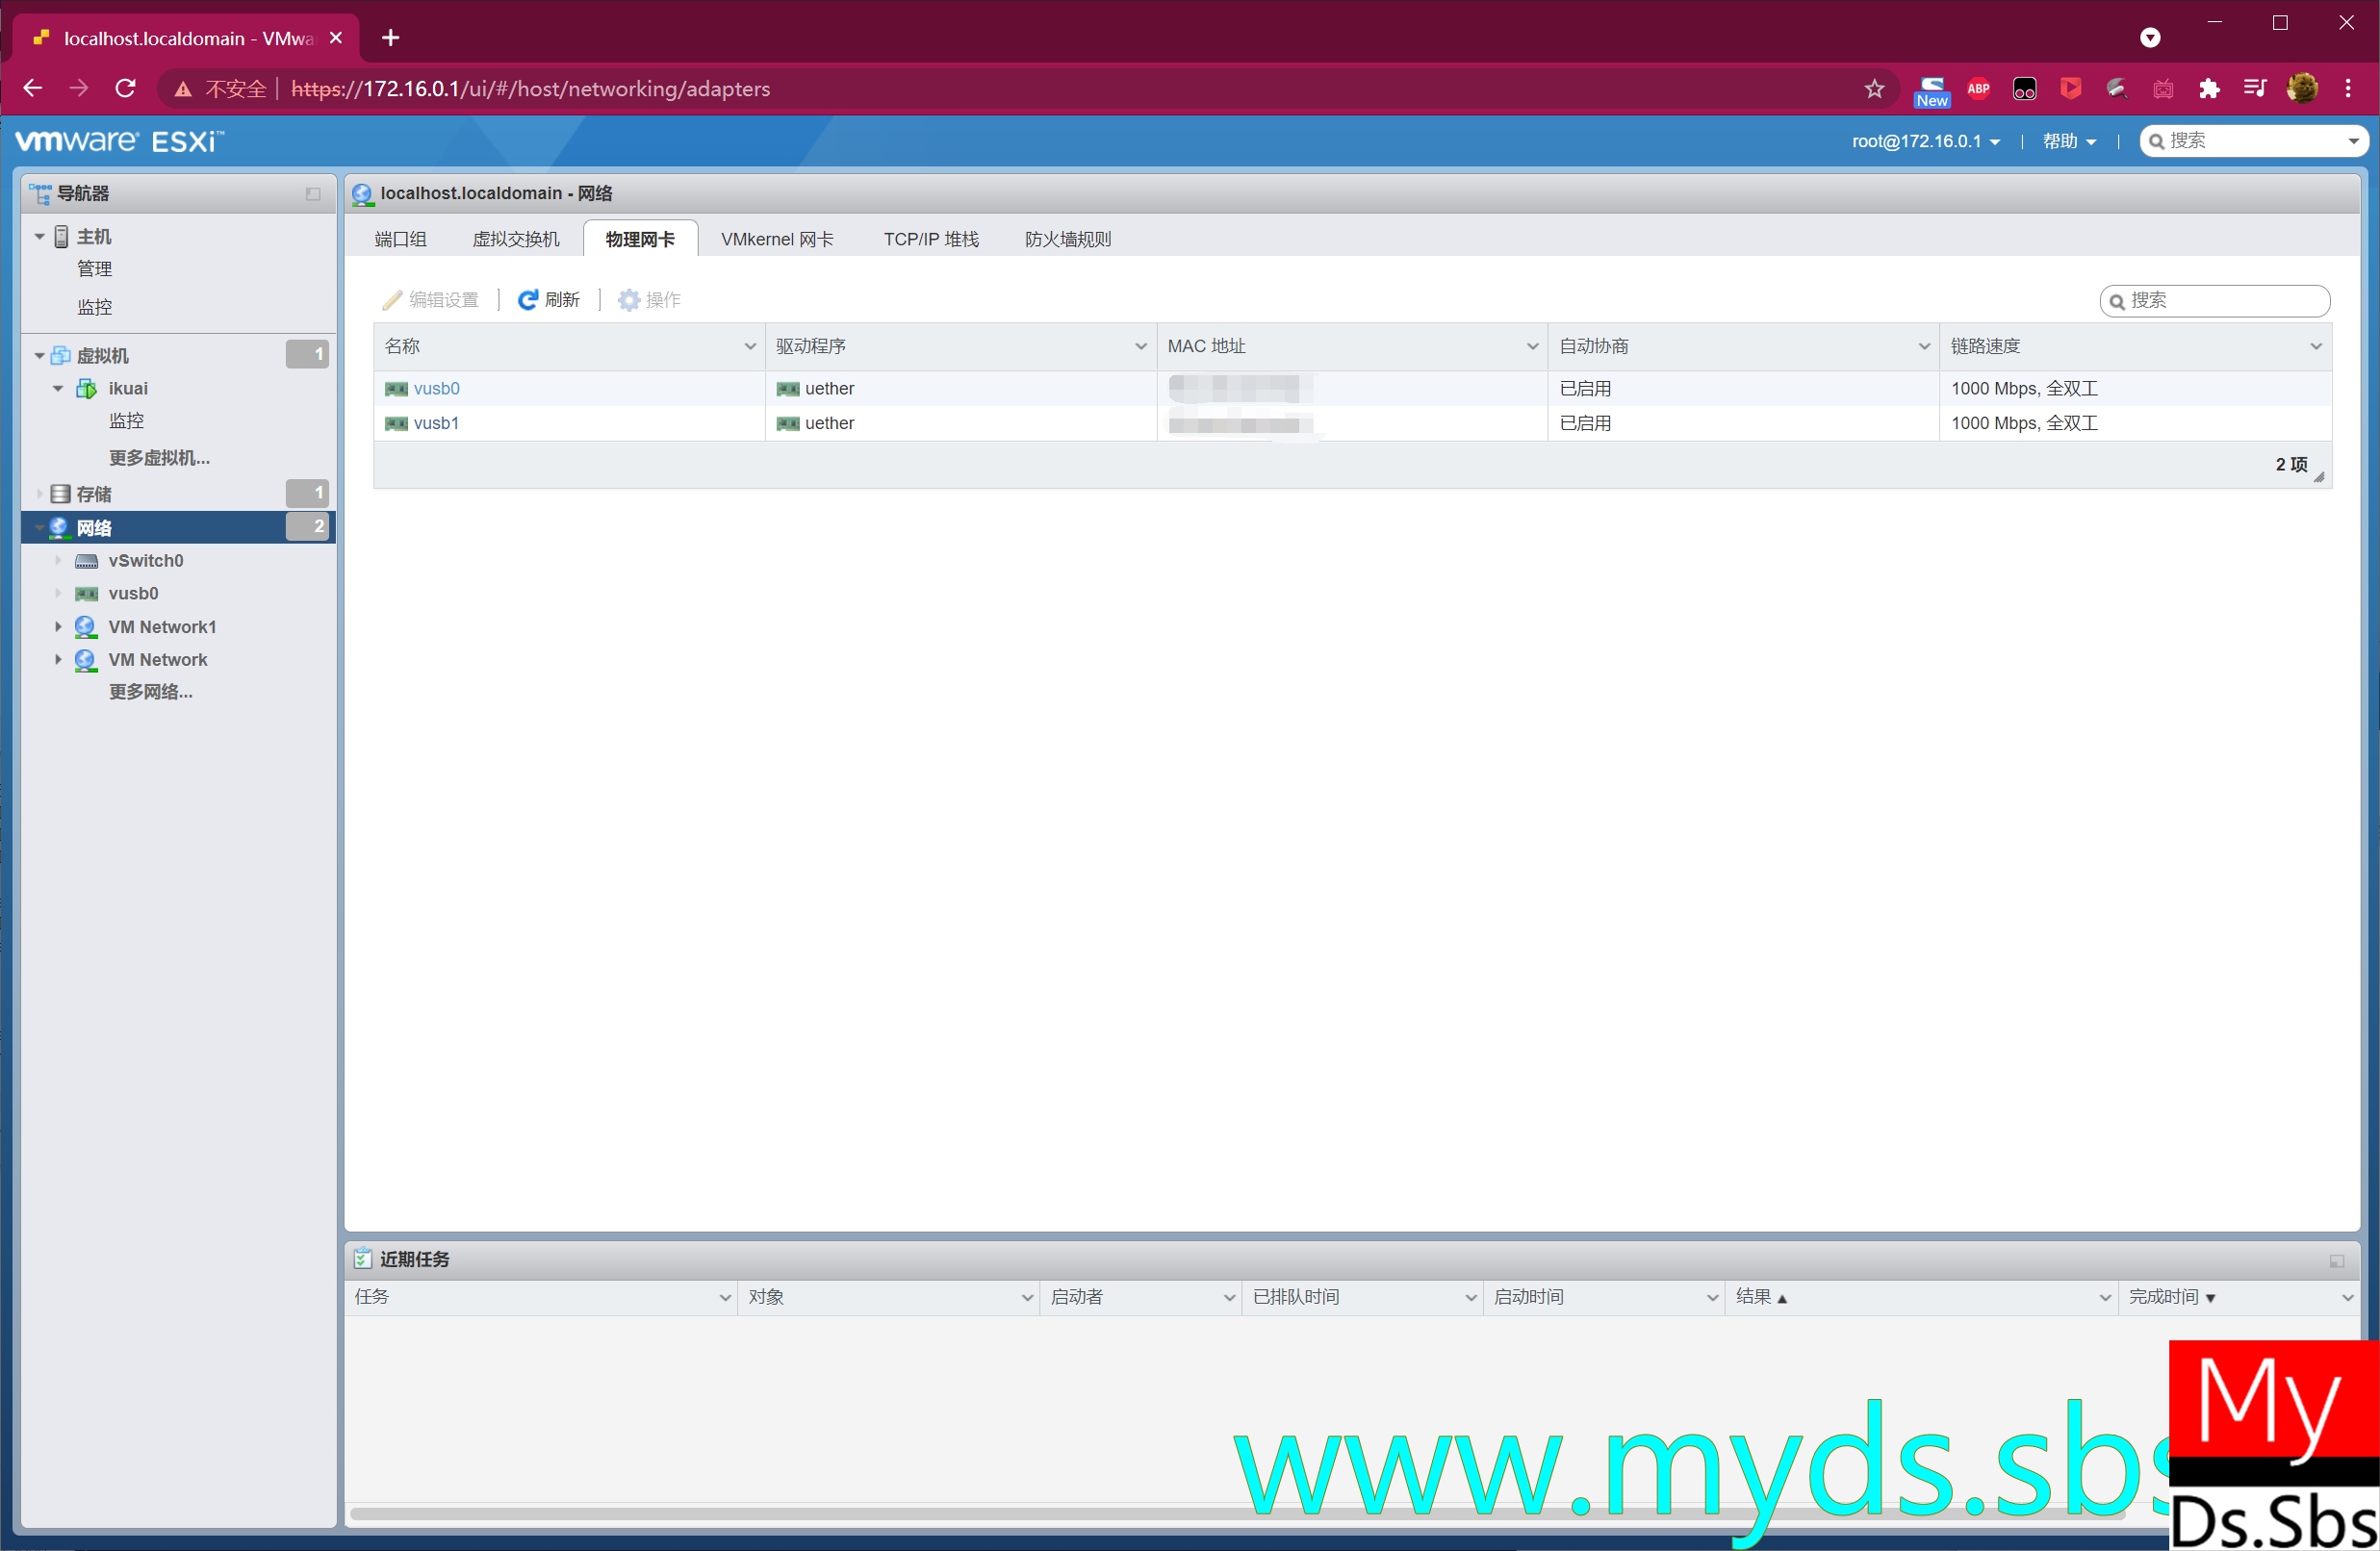 localhost.localdomain - VMwa
不安全 | https://172.16.0.1/ui/#/host/networking/adapters
New
ABP
vmware® ESXi™
root@172.16.0.1 | 帮助 | 搜索
导航器
主机
管理
监控
虚拟机 1
ikuai
监控
更多虚拟机...
存储 1
网络 2
vSwitch0
vusb0
VM Network1
VM Network
更多网络...
localhost.localdomain - 网络
端口组 虚拟交换机 物理网卡 VMkernel 网卡 TCP/IP 堆栈 防火墙规则
编辑设置 | 刷新 | 操作 搜索
名称 驱动程序 MAC 地址 自动协商 链路速度
vusb0 uether 已启用 1000 Mbps, 全双工
vusb1 uether 已启用 1000 Mbps, 全双工
2 项
近期任务
任务 对象 启动者 已排队时间 启动时间 结果 ▲ 完成时间 ▼
www.myds.sbs
My
Ds.Sbs